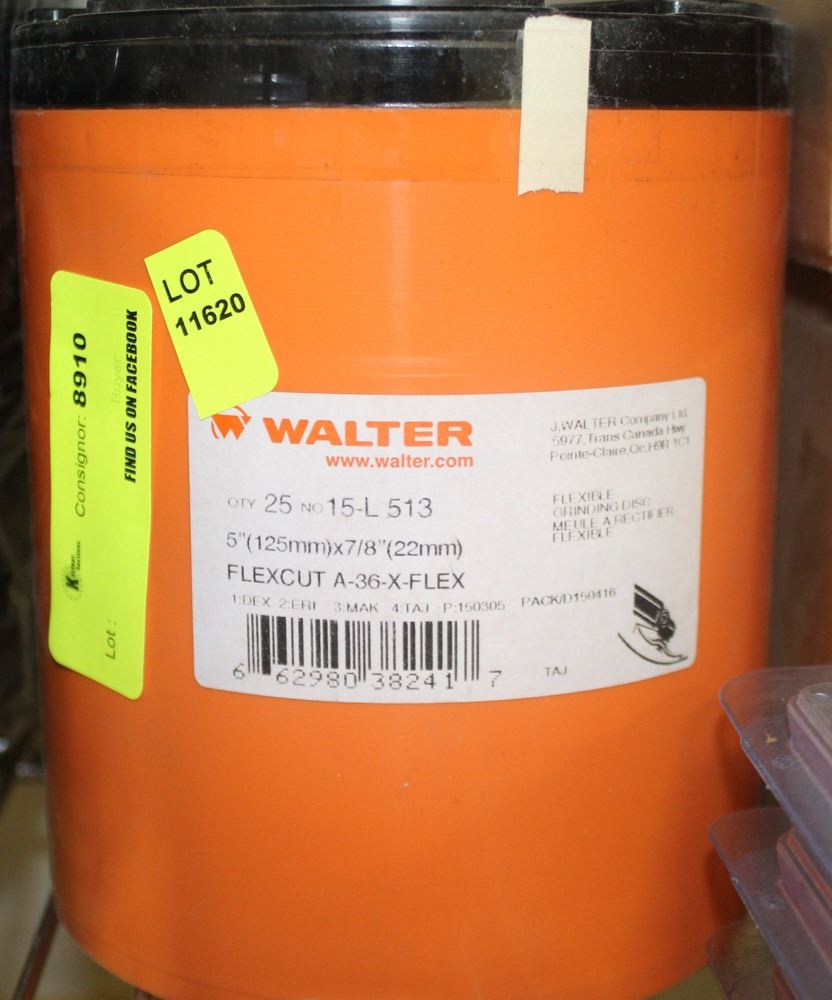 LOT
11620
Consignor: 8910
Buyer
FIND US ON FACEBOOK
Lot:
WALTER
www.walter.com
J.WALTER Company Ltd.
5977,Trans Canada Hwy
Pointe-Claire,Qc,H9R 1C1
QTY 25 NO 15-L 513
5"(125mm)x7/8"(22mm)
FLEXCUT A-36-X-FLEX
FLEXIBLE
GRINDING DISC
MEULE A RECTIFIER
FLEXIBLE
1:DEX 2:ERI 3:MAK 4:TAJ P:150305 PACK/D150416
6 62980 38241 7
TAJ